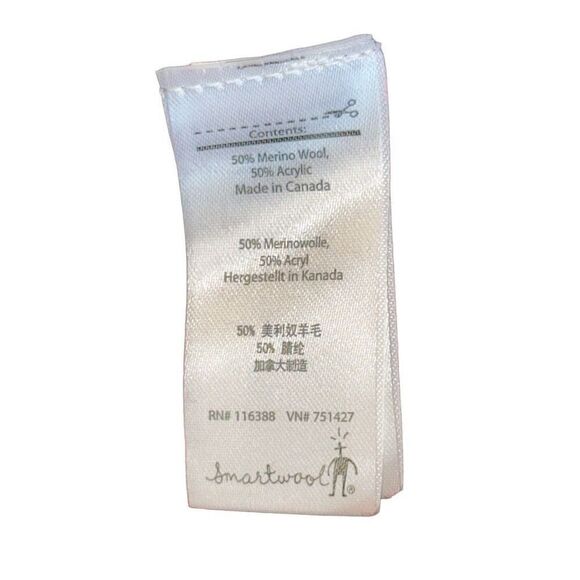 Contents:
50% Merino Wool,
50% Acrylic
Made in Canada
50% Merinowolle,
50% Acryl
Hergestellt in Kanada
50% 美利奴羊毛
50% 腈纶
加拿大制造
RN# 116388 VN# 751427
Smartwool ®